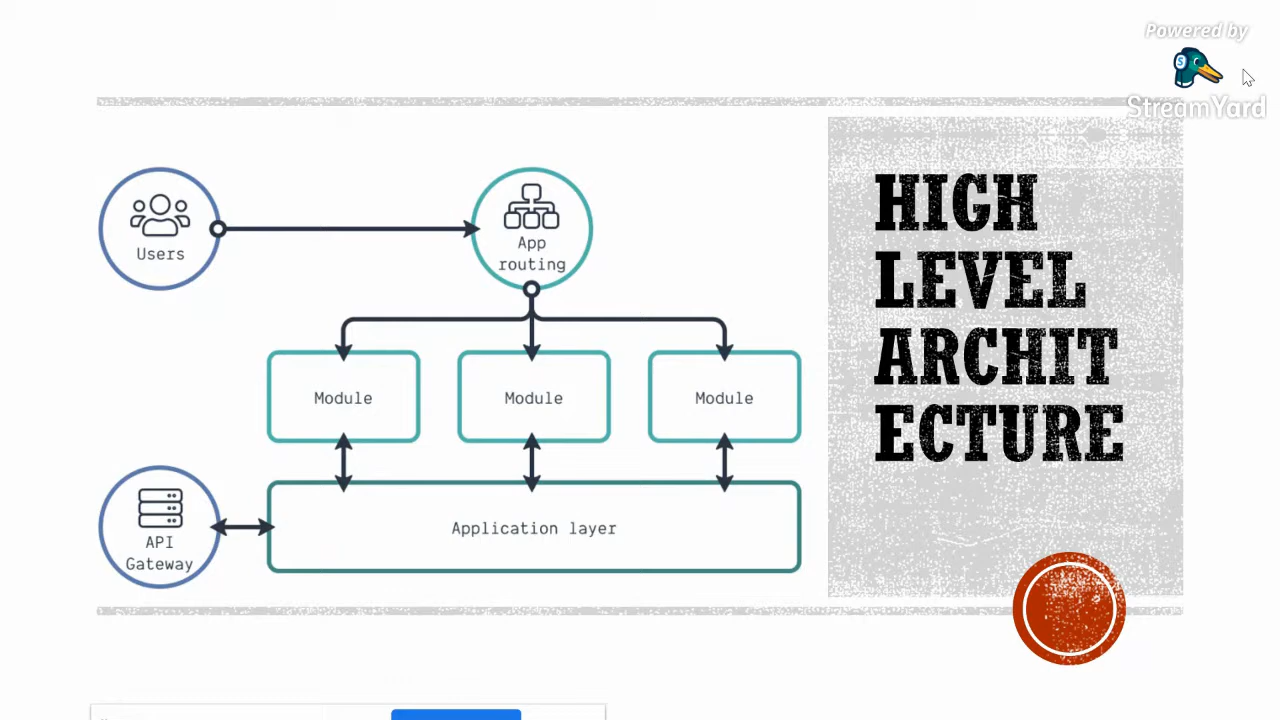 Powered by
StreamYard
Users
App
routing
Module
Module
Module
API
Gateway
Application layer
HIGH
LEVEL
ARCHIT
ECTURE